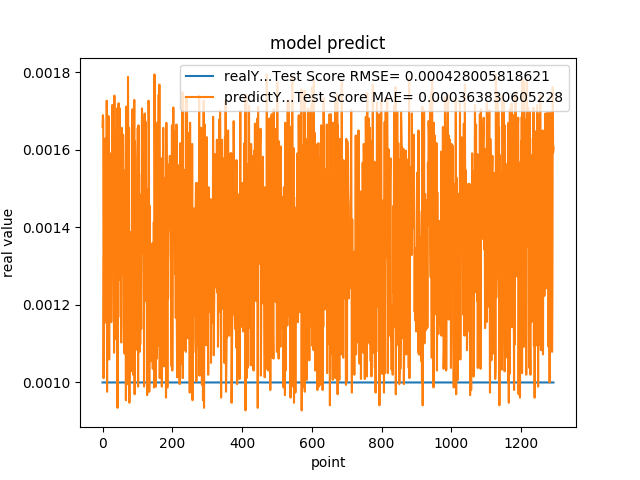 model predict
realY...Test Score RMSE= 0.000428005818621
predictY...Test Score MAE= 0.000363830605228
0.0018
0.0016
0.0014
0.0012
0.0010
real value
0 200 400 600 800 1000 1200
point